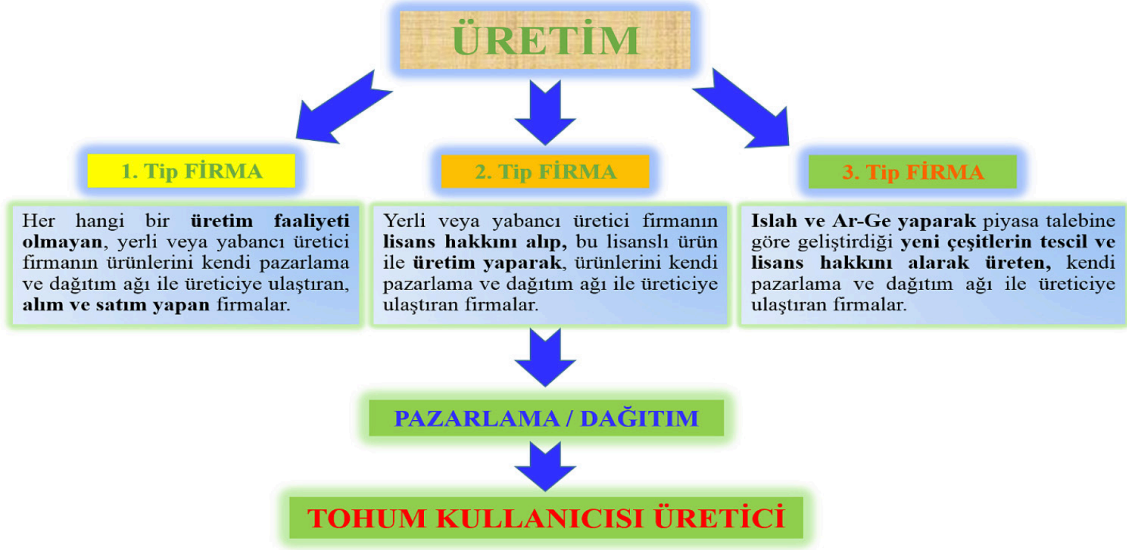 ÜRETİM
1. Tip FİRMA
Her hangi bir üretim faaliyeti
olmayan, yerli veya yabancı üretici
firmanın ürünlerini kendi pazarlama
ve dağıtım ağı ile üreticiye ulaştıran,
alım ve satım yapan firmalar.
2. Tip FİRMA
Yerli veya yabancı üretici firmanın
lisans hakkını alıp, bu lisanslı ürün
ile üretim yaparak, ürünlerini kendi
pazarlama ve dağıtım ağı ile üreticiye
ulaştıran firmalar.
3. Tip FİRMA
Islah ve Ar-Ge yaparak piyasa talebine
göre geliştirdiği yeni çeşitlerin tescil ve
lisans hakkını alarak üreten, kendi
pazarlama ve dağıtım ağı ile üreticiye
ulaştıran firmalar.
PAZARLAMA / DAĞITIM
TOHUM KULLANICISI ÜRETİCİ